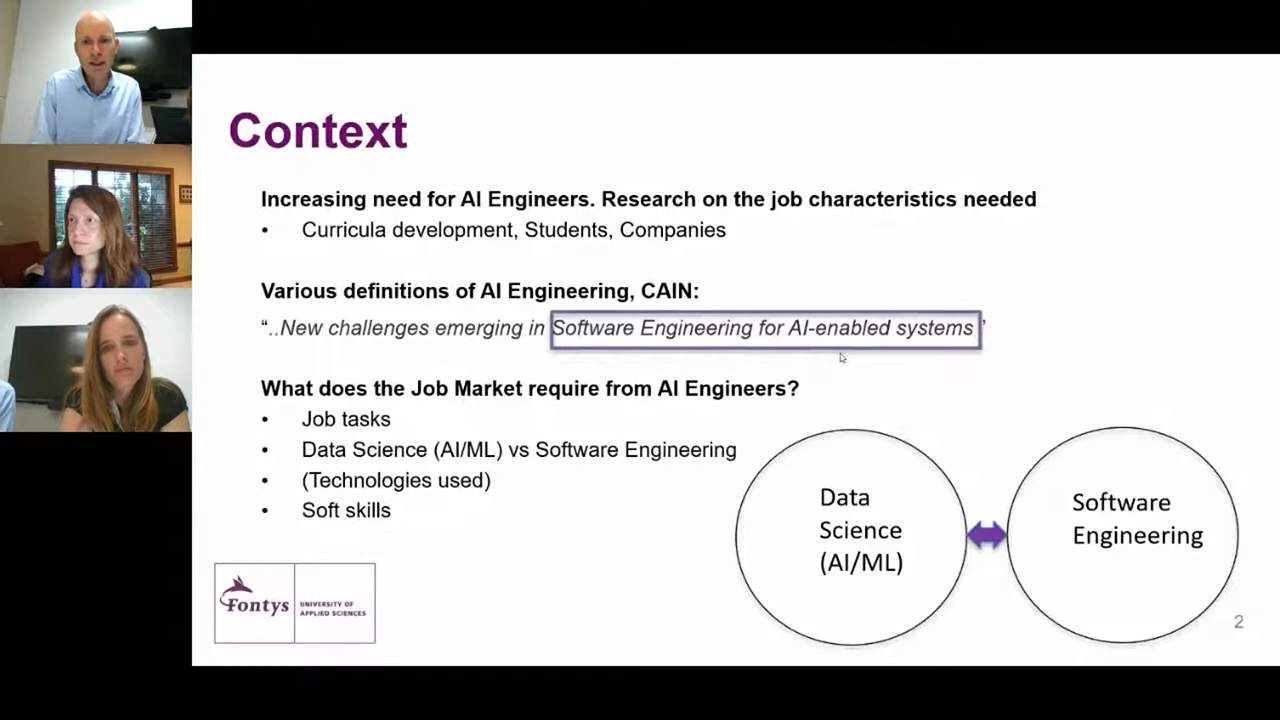 Context
Increasing need for AI Engineers. Research on the job characteristics needed
• Curricula development, Students, Companies
Various definitions of AI Engineering, CAIN:
“..New challenges emerging in Software Engineering for AI-enabled systems ”
What does the Job Market require from AI Engineers?
• Job tasks
• Data Science (AI/ML) vs Software Engineering
• (Technologies used)
• Soft skills
Data
Science
(AI/ML)
Software
Engineering
Fontys
UNIVERSITY OF
APPLIED SCIENCES
2